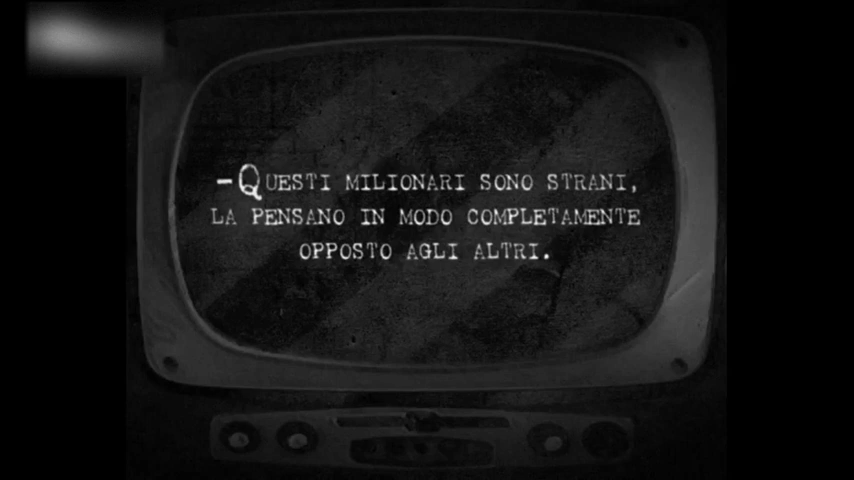 –QUESTI MILIONARI SONO STRANI,
LA PENSANO IN MODO COMPLETAMENTE
OPPOSTO AGLI ALTRI.